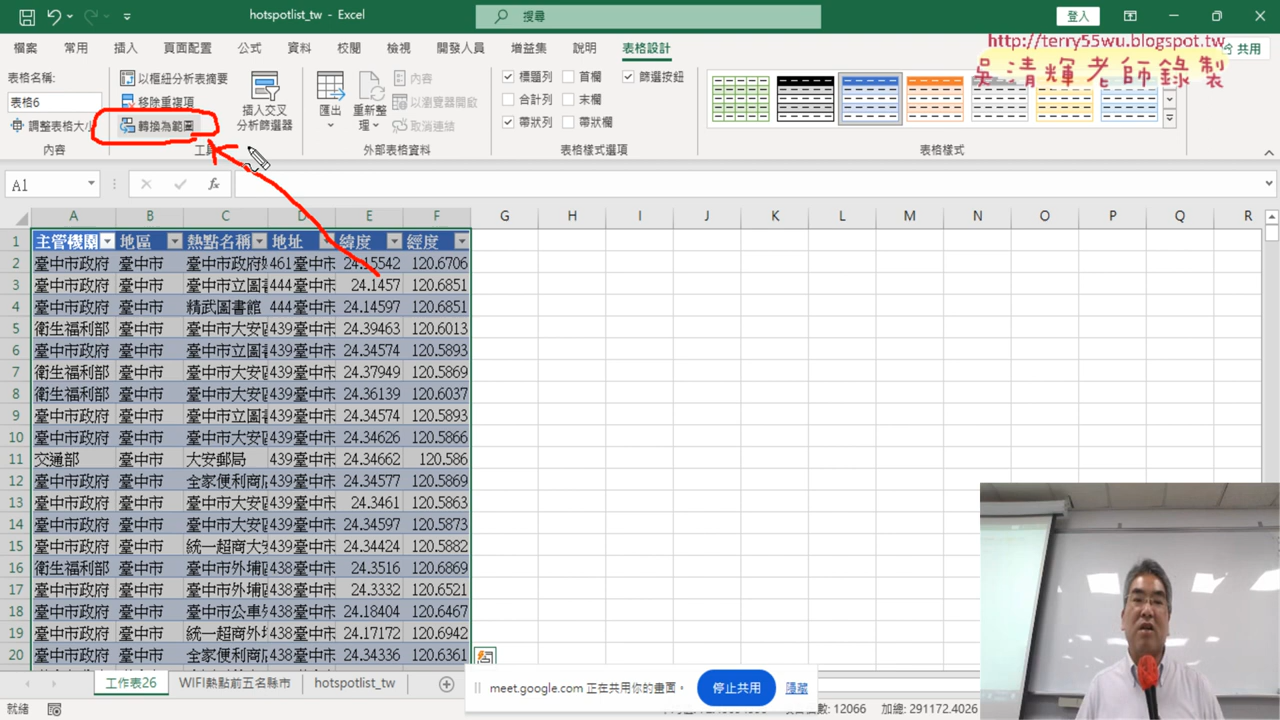 hotspotlist_tw - Excel
搜尋
登入
檔案 常用 插入 頁面配置 公式 資料 校閱 檢視 開發人員 增益集 說明 表格設計
共用
http://terry55wu.blogspot.tw
吳清輝老師錄製
表格名稱:
表格6
調整表格大小
內容
以樞紐分析表摘要
移除重複項
轉換為範圍
插入交叉
分析篩選器
匯出
重新整
理
內容
以瀏覽器開啟
取消連結
外部表格資料
標題列 首欄 篩選按鈕
合計列 末欄
帶狀列 帶狀欄
表格樣式選項
表格樣式
A1
fx
A B C D E F G H I J K L M N O P Q R
1 主管機關 地區 熱點名稱 地址 緯度 經度
2 臺中市政府 臺中市 臺中市政府 461臺中市 24.15542 120.6706
3 臺中市政府 臺中市 臺中市立圖 444臺中市 24.1457 120.6851
4 臺中市政府 臺中市 精武圖書館 444臺中市 24.14597 120.6851
5 衛生福利部 臺中市 臺中市大安區 439臺中市 24.39463 120.6013
6 臺中市政府 臺中市 臺中市立圖 439臺中市 24.34574 120.5893
7 衛生福利部 臺中市 臺中市大安區 439臺中市 24.37949 120.5869
8 衛生福利部 臺中市 臺中市大安區 439臺中市 24.36139 120.6037
9 臺中市政府 臺中市 臺中市立圖 439臺中市 24.34574 120.5893
10 臺中市政府 臺中市 臺中市大安區 439臺中市 24.34626 120.5866
11 交通部 臺中市 大安郵局 439臺中市 24.34662 120.586
12 臺中市政府 臺中市 全家便利商 439臺中市 24.34577 120.5869
13 臺中市政府 臺中市 臺中市大安區 439臺中市 24.3461 120.5863
14 臺中市政府 臺中市 臺中市大安區 439臺中市 24.34597 120.5873
15 臺中市政府 臺中市 統一超商大安 439臺中市 24.34424 120.5882
16 衛生福利部 臺中市 臺中市外埔 438臺中市 24.3516 120.6869
17 臺中市政府 臺中市 臺中市外埔 438臺中市 24.3332 120.6521
18 臺中市政府 臺中市 臺中市公車 438臺中市 24.18404 120.6467
19 臺中市政府 臺中市 統一超商外 438臺中市 24.17172 120.6942
20 臺中市政府 臺中市 全家便利商 438臺中市 24.34336 120.6361
工作表26 WIFI熱點前五名縣市 hotspotlist_tw
meet.google.com 正在共用你的畫面。 停止共用 隱藏
就緒
數: 12066 加總: 291172.4026